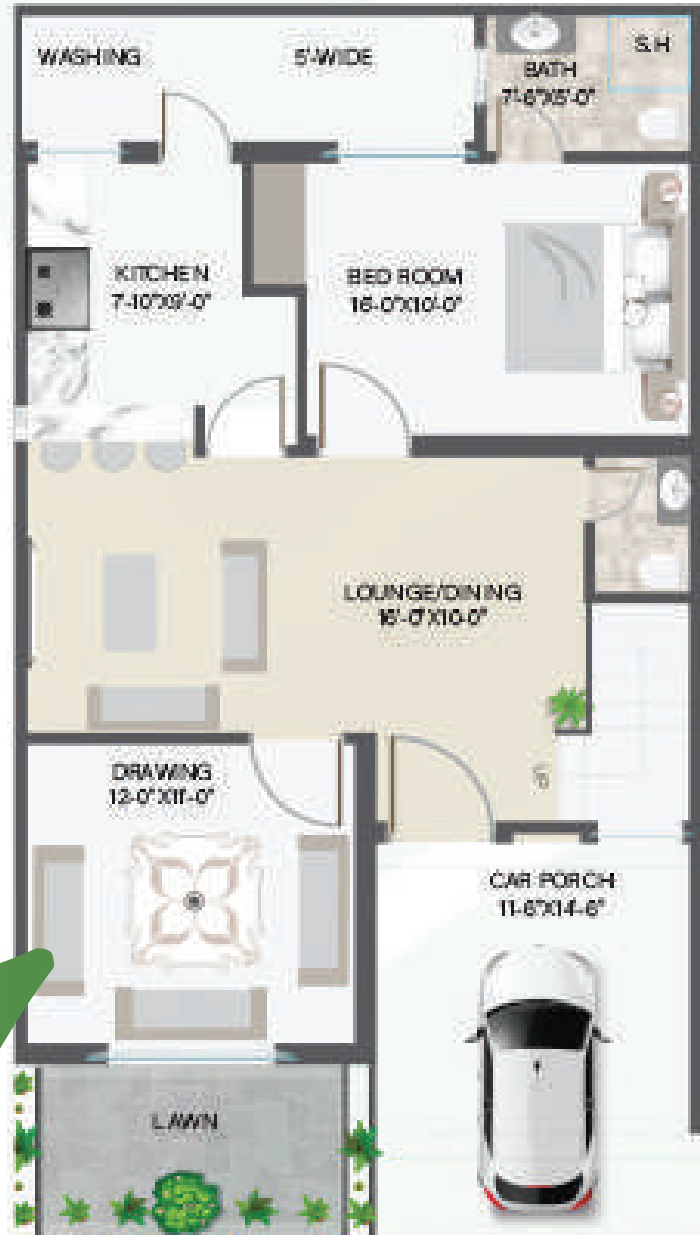 WASHING
5'-WIDE
BATH
7'-6"X5'-0"
S.H
KITCHEN
7'-10"X9'-0"
BED ROOM
16'-0"X10'-0"
LOUNGE/DINING
16'-0"X10'-0"
DRAWING
12'-0"X11'-0"
CAR PORCH
11'-6"X14'-6"
LAWN